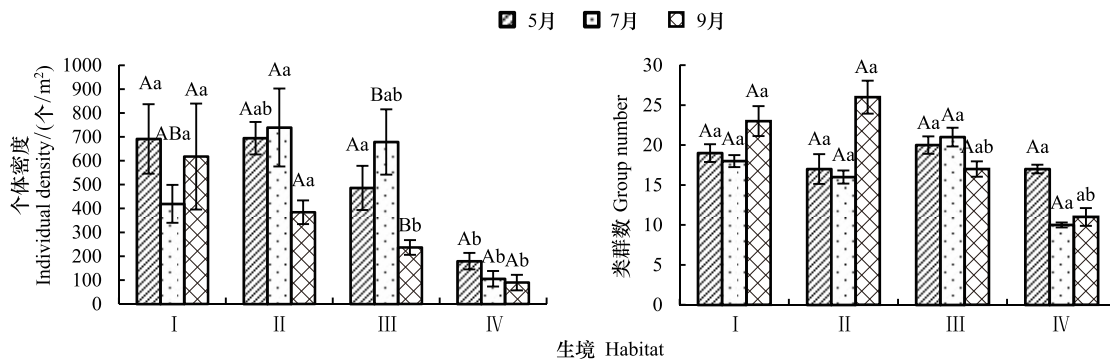 5月 7月 9月
个体密度
Individual density/(个/m²)
1000
900
800
700
600
500
400
300
200
100
0
Aa ABa Aa Aab Aa Aa Aa Bab Bb Ab Ab Ab
I II III IV
类群数 Group number
30
25
20
15
10
5
0
Aa Aa Aa Aa Aa Aa Aa Aa Aab Aa Aa ab
I II III IV
生境 Habitat